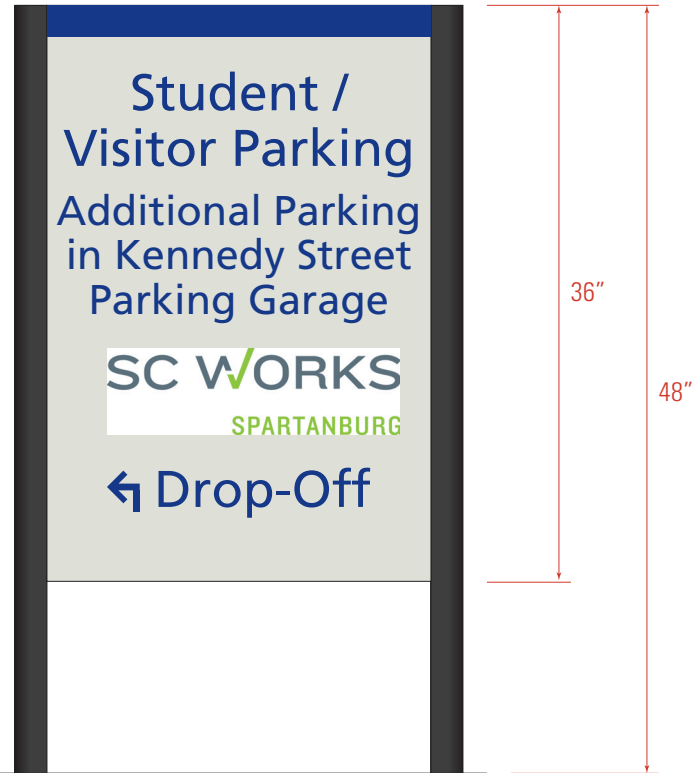 Student /
Visitor Parking
Additional Parking
in Kennedy Street
Parking Garage
SC WORKS
SPARTANBURG
Drop-Off
36″
48″